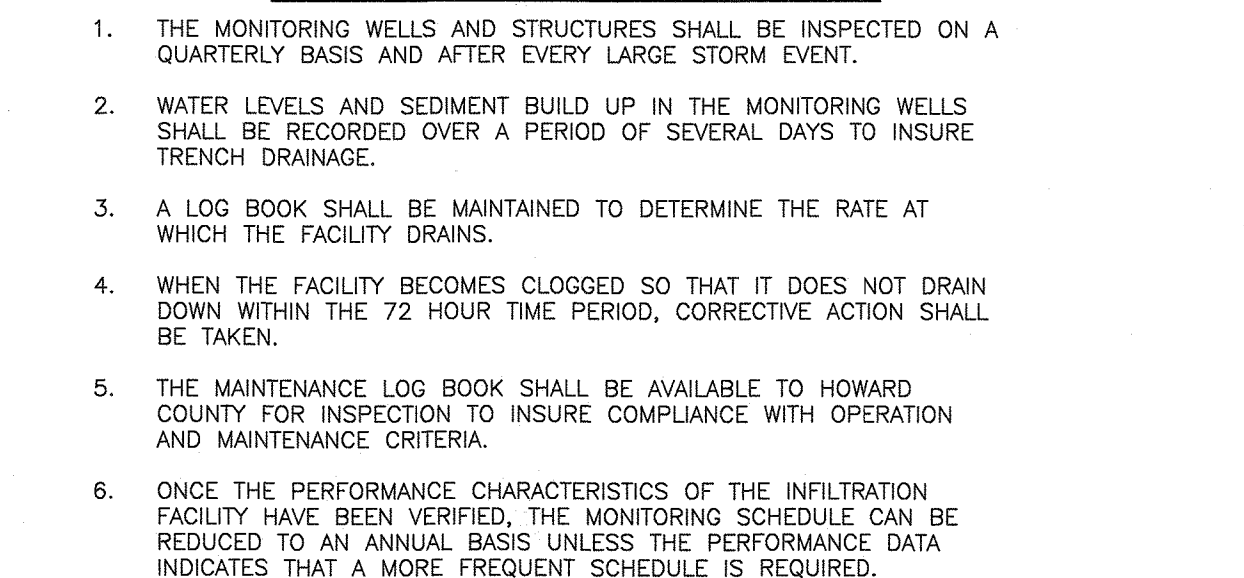 1. THE MONITORING WELLS AND STRUCTURES SHALL BE INSPECTED ON A
QUARTERLY BASIS AND AFTER EVERY LARGE STORM EVENT.
2. WATER LEVELS AND SEDIMENT BUILD UP IN THE MONITORING WELLS
SHALL BE RECORDED OVER A PERIOD OF SEVERAL DAYS TO INSURE
TRENCH DRAINAGE.
3. A LOG BOOK SHALL BE MAINTAINED TO DETERMINE THE RATE AT
WHICH THE FACILITY DRAINS.
4. WHEN THE FACILITY BECOMES CLOGGED SO THAT IT DOES NOT DRAIN
DOWN WITHIN THE 72 HOUR TIME PERIOD, CORRECTIVE ACTION SHALL
BE TAKEN.
5. THE MAINTENANCE LOG BOOK SHALL BE AVAILABLE TO HOWARD
COUNTY FOR INSPECTION TO INSURE COMPLIANCE WITH OPERATION
AND MAINTENANCE CRITERIA.
6. ONCE THE PERFORMANCE CHARACTERISTICS OF THE INFILTRATION
FACILITY HAVE BEEN VERIFIED, THE MONITORING SCHEDULE CAN BE
REDUCED TO AN ANNUAL BASIS UNLESS THE PERFORMANCE DATA
INDICATES THAT A MORE FREQUENT SCHEDULE IS REQUIRED.